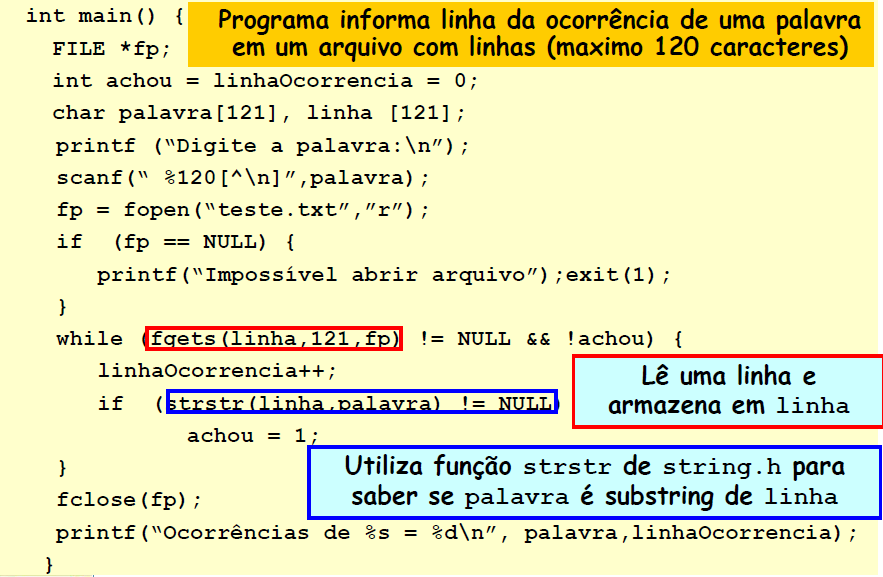 int main() {
Programa informa linha da ocorrência de uma palavra
em um arquivo com linhas (maximo 120 caracteres)
FILE *fp;
int achou = linhaOcorrencia = 0;
char palavra[121], linha [121];
printf (“Digite a palavra:\n”);
scanf(“ %120[^\n]”,palavra);
fp = fopen(“teste.txt”,”r”);
if (fp == NULL) {
printf(“Impossível abrir arquivo”);exit(1);
}
while (fgets(linha,121,fp) != NULL && !achou) {
linhaOcorrencia++;
if (strstr(linha,palavra) != NULL)
achou = 1;
Lê uma linha e
armazena em linha
}
Utiliza função strstr de string.h para
saber se palavra é substring de linha
fclose(fp);
printf(“Ocorrências de %s = %d\n”, palavra,linhaOcorrencia);
}